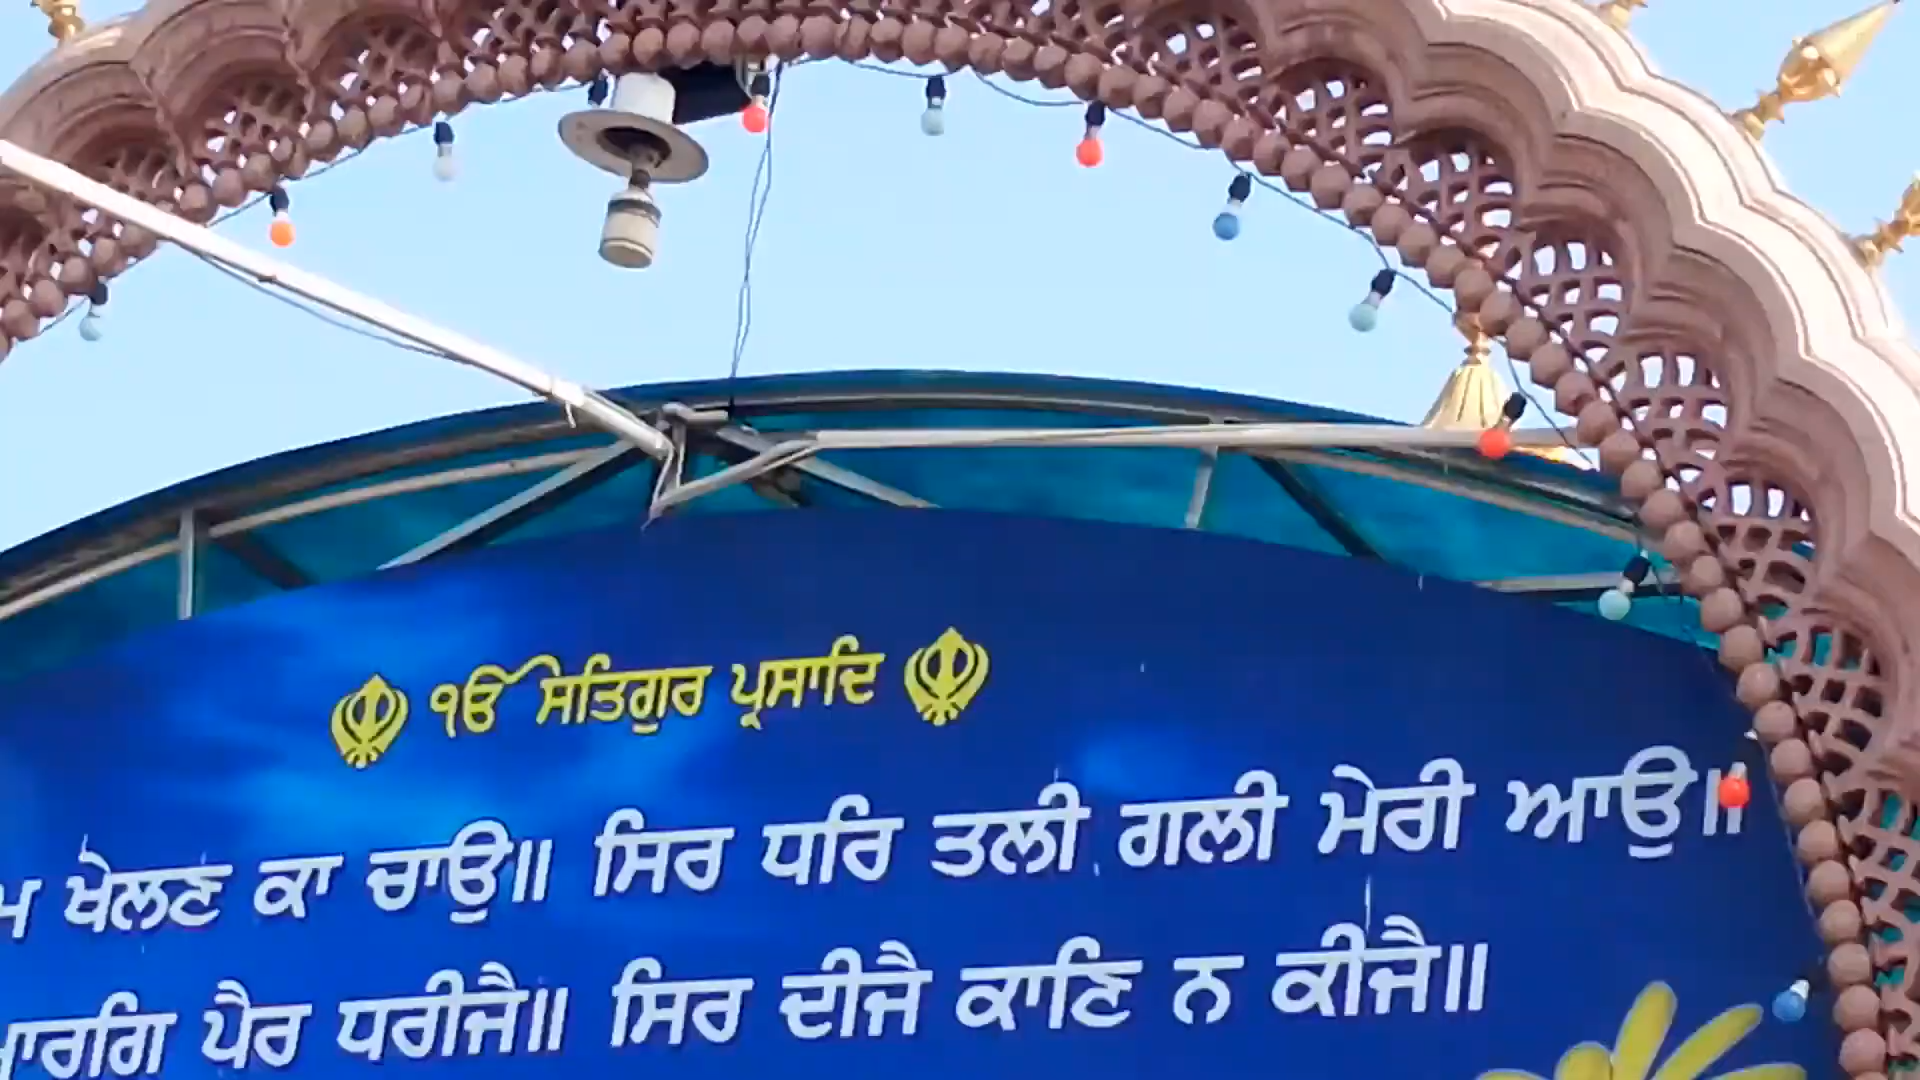 ੴ ਸਤਿਗੁਰ ਪ੍ਰਸਾਦਿ
ਖੇਲਣ ਕਾ ਚਾਉ॥ ਸਿਰ ਧਰਿ ਤਲੀ ਗਲੀ ਮੇਰੀ ਆਉ॥
ਪੈਰ ਧਰੀਜੈ॥ ਸਿਰ ਦੀਜੈ ਕਾਣਿ ਨ ਕੀਜੈ॥